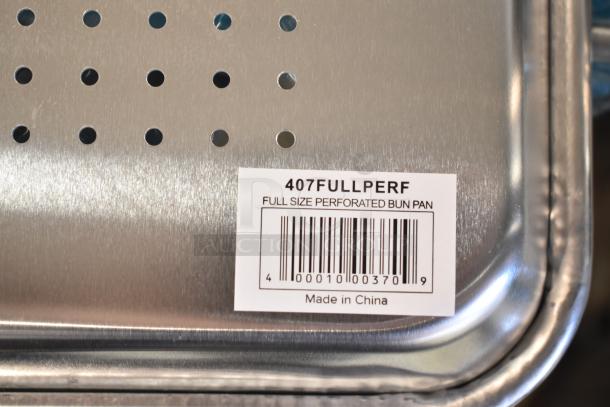 407FULLPERF
FULL SIZE PERFORATED BUN PAN
4 00010 00370 9
Made in China